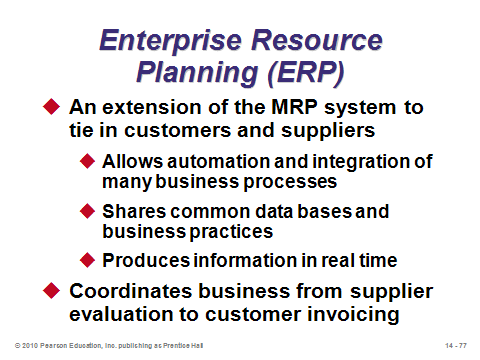 Enterprise Resource
Planning (ERP)
An extension of the MRP system to
tie in customers and suppliers
Allows automation and integration of
many business processes
Shares common data bases and
business practices
Produces information in real time
Coordinates business from supplier
evaluation to customer invoicing
© 2010 Pearson Education, Inc. publishing as Prentice Hall
14 - 77